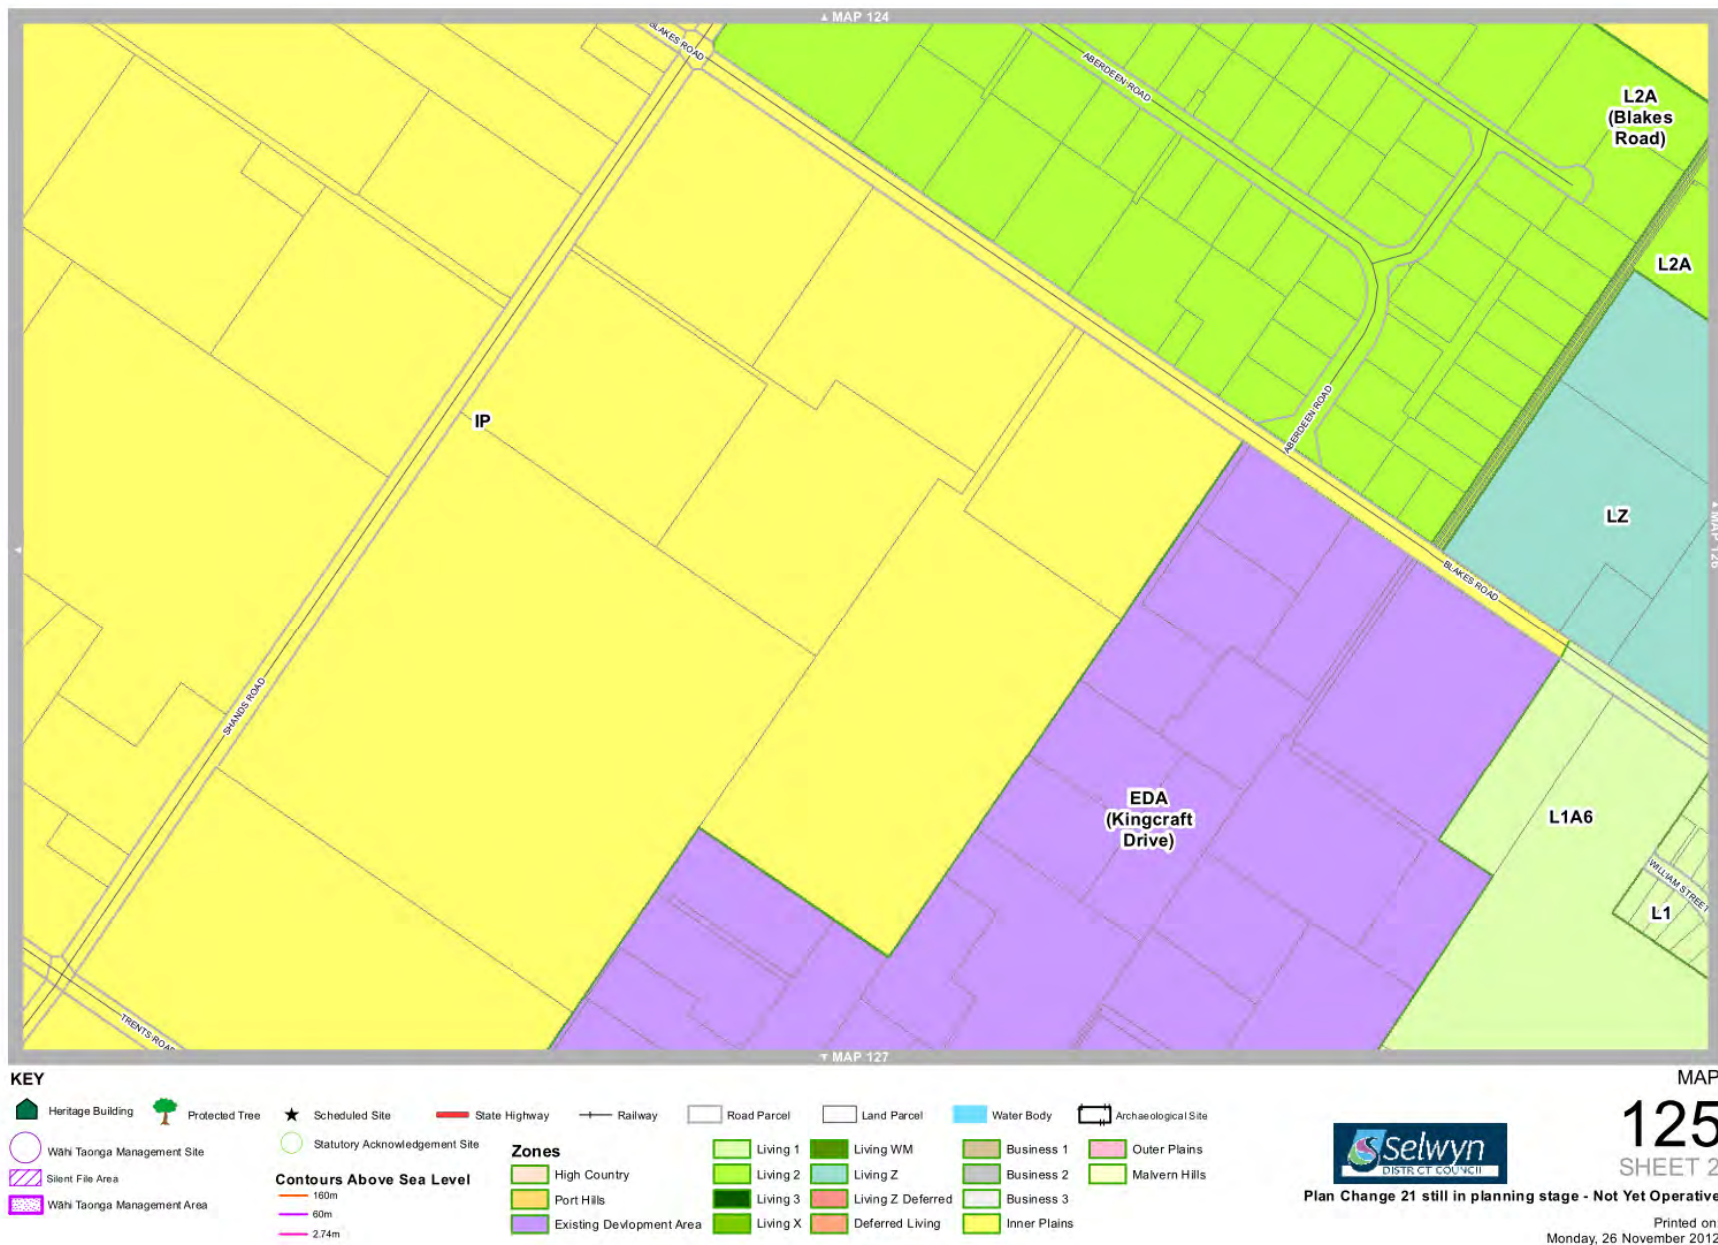 ▲ MAP 124
BLAKES ROAD
ABERDEEN ROAD
L2A
(Blakes
Road)
L2A
IP
ABERDEEN ROAD
LZ
MAP 126
BLAKES ROAD
SHANDS ROAD
EDA
(Kingcraft
Drive)
L1A6
WILLIAM STREET
L1
TRENTS ROAD
▼ MAP 127
KEY
Heritage Building
Protected Tree
Scheduled Site
State Highway
Railway
Road Parcel
Land Parcel
Water Body
Archaeological Site
Wāhi Taonga Management Site
Silent File Area
Wāhi Taonga Management Area
Statutory Acknowledgement Site
Contours Above Sea Level
160m
60m
2.74m
Zones
High Country
Port Hills
Existing Devlopment Area
Living 1
Living 2
Living 3
Living X
Living WM
Living Z
Living Z Deferred
Deferred Living
Business 1
Business 2
Business 3
Inner Plains
Outer Plains
Malvern Hills
Selwyn
DISTRICT COUNCIL
MAP
125
SHEET 2
Plan Change 21 still in planning stage - Not Yet Operative
Printed on
Monday, 26 November 2012